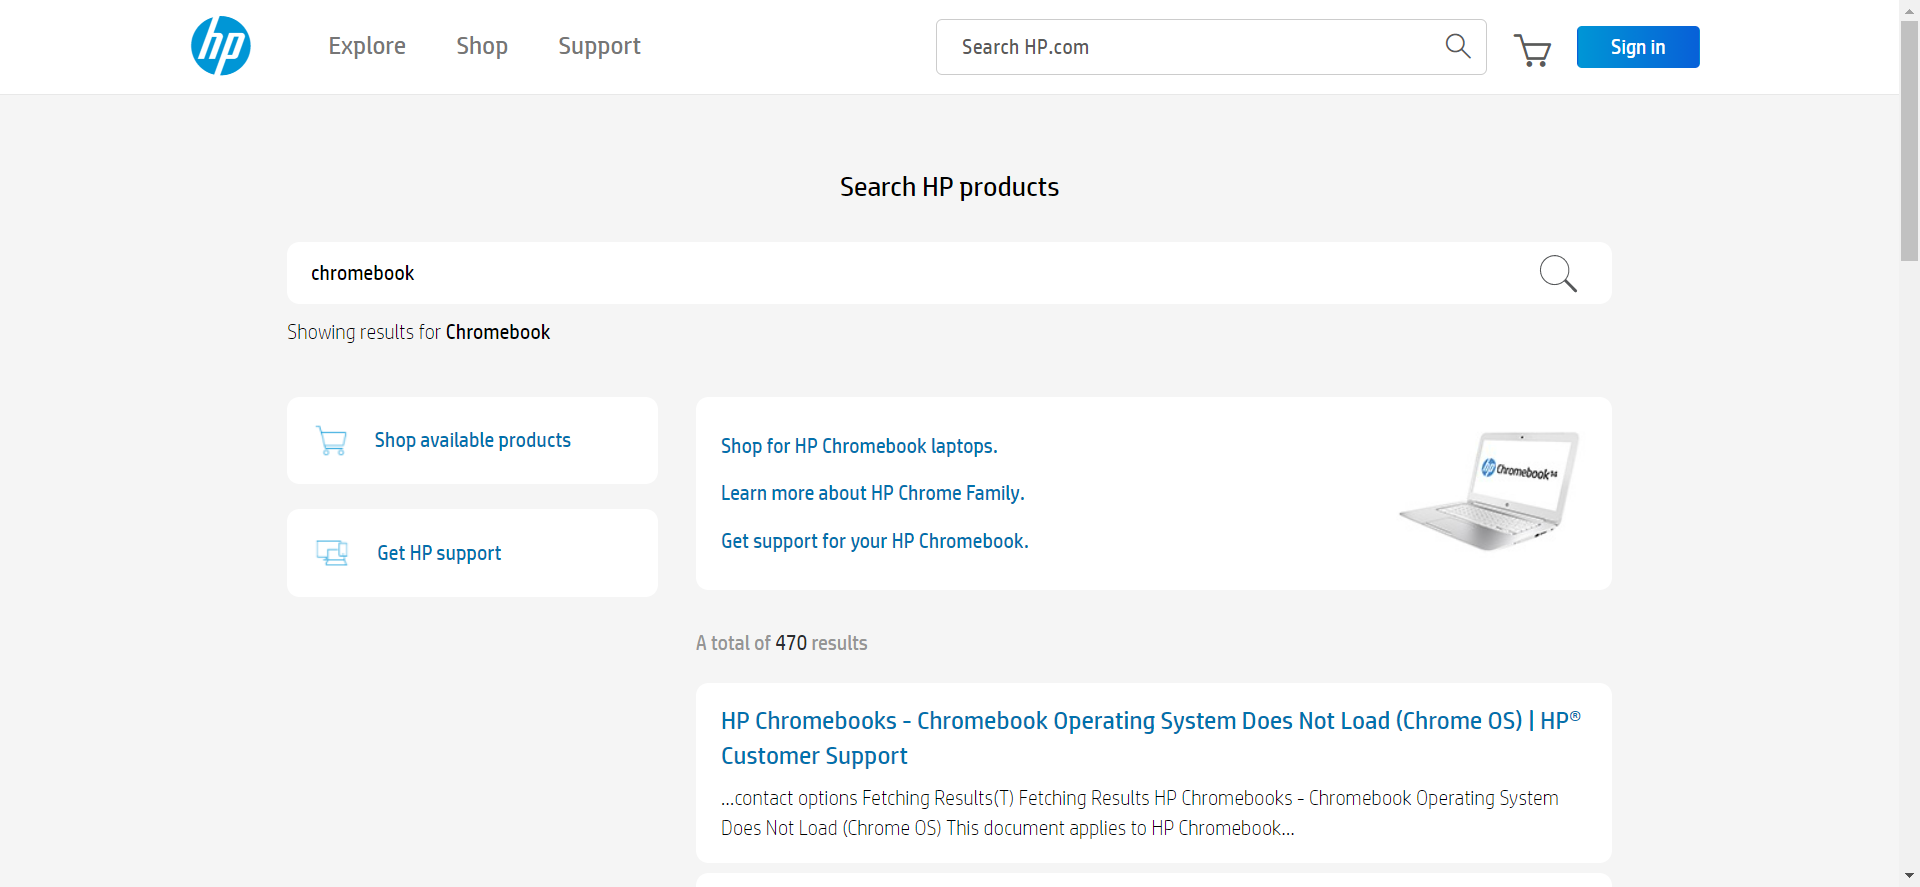 hp
Explore
Shop
Support
Search HP.com
Sign in
Search HP products
chromebook
Showing results for Chromebook
Shop available products
Get HP support
Shop for HP Chromebook laptops.
Learn more about HP Chrome Family.
Get support for your HP Chromebook.
hp Chromebook14
A total of 470 results
HP Chromebooks - Chromebook Operating System Does Not Load (Chrome OS) | HP®
Customer Support
...contact options Fetching Results(T) Fetching Results HP Chromebooks - Chromebook Operating System
Does Not Load (Chrome OS) This document applies to HP Chromebook...